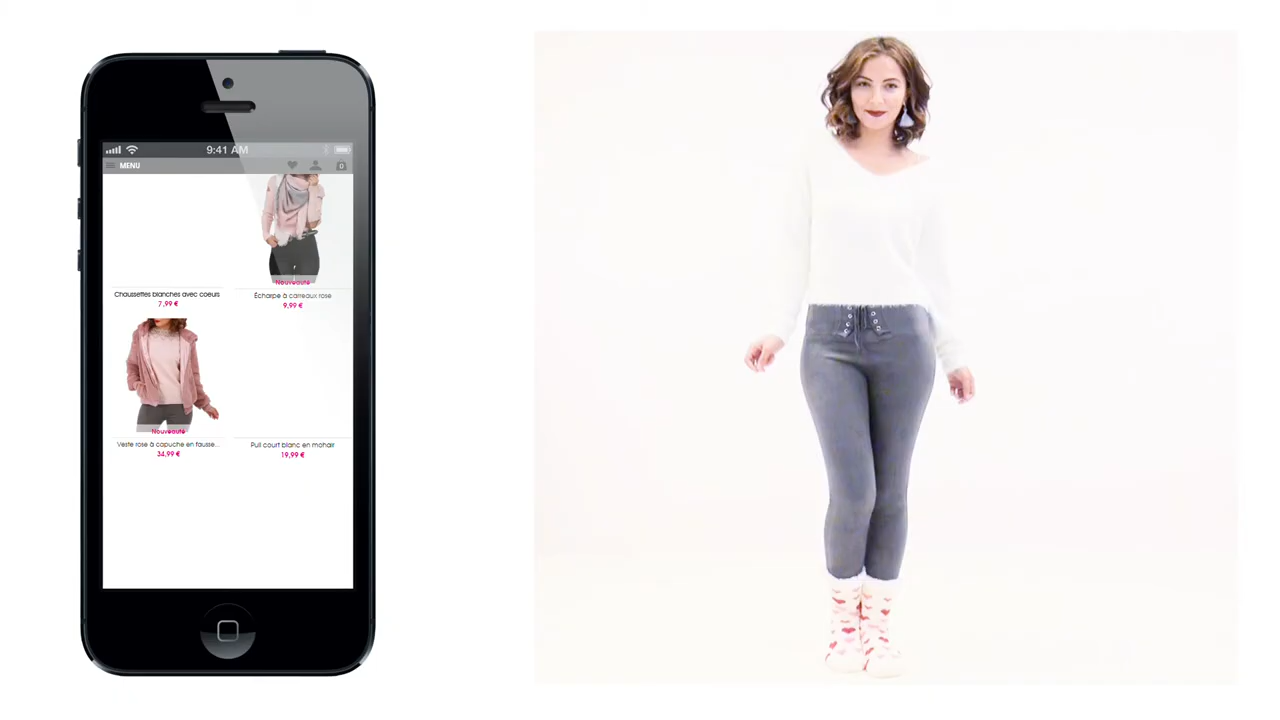 9:41 AM
MENU
0
Nouveauté
Chaussettes blanches avec coeurs
7,99 €
Écharpe à carreaux rose
9,99 €
Nouveauté
Veste rose à capuche en fausse...
34,99 €
Pull court blanc en mohair
19,99 €